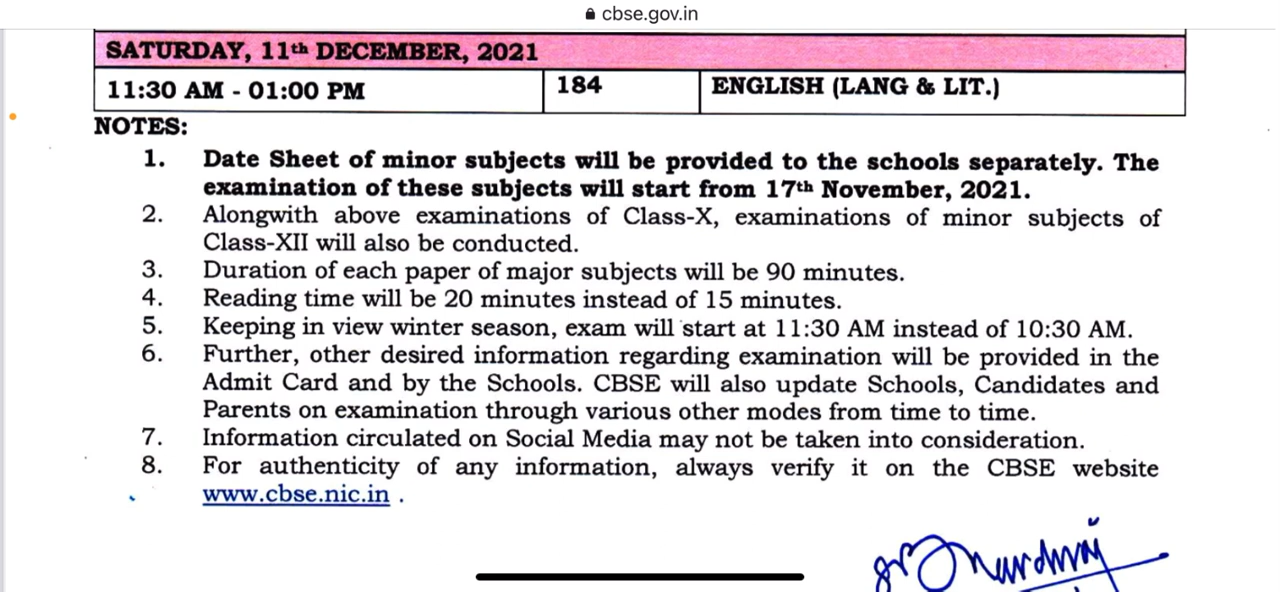 cbse.gov.in
SATURDAY, 11th DECEMBER, 2021
11:30 AM - 01:00 PM 184 ENGLISH (LANG & LIT.)
NOTES:
1. Date Sheet of minor subjects will be provided to the schools separately. The
examination of these subjects will start from 17th November, 2021.
2. Alongwith above examinations of Class-X, examinations of minor subjects of
Class-XII will also be conducted.
3. Duration of each paper of major subjects will be 90 minutes.
4. Reading time will be 20 minutes instead of 15 minutes.
5. Keeping in view winter season, exam will start at 11:30 AM instead of 10:30 AM.
6. Further, other desired information regarding examination will be provided in the
Admit Card and by the Schools. CBSE will also update Schools, Candidates and
Parents on examination through various other modes from time to time.
7. Information circulated on Social Media may not be taken into consideration.
8. For authenticity of any information, always verify it on the CBSE website
www.cbse.nic.in .